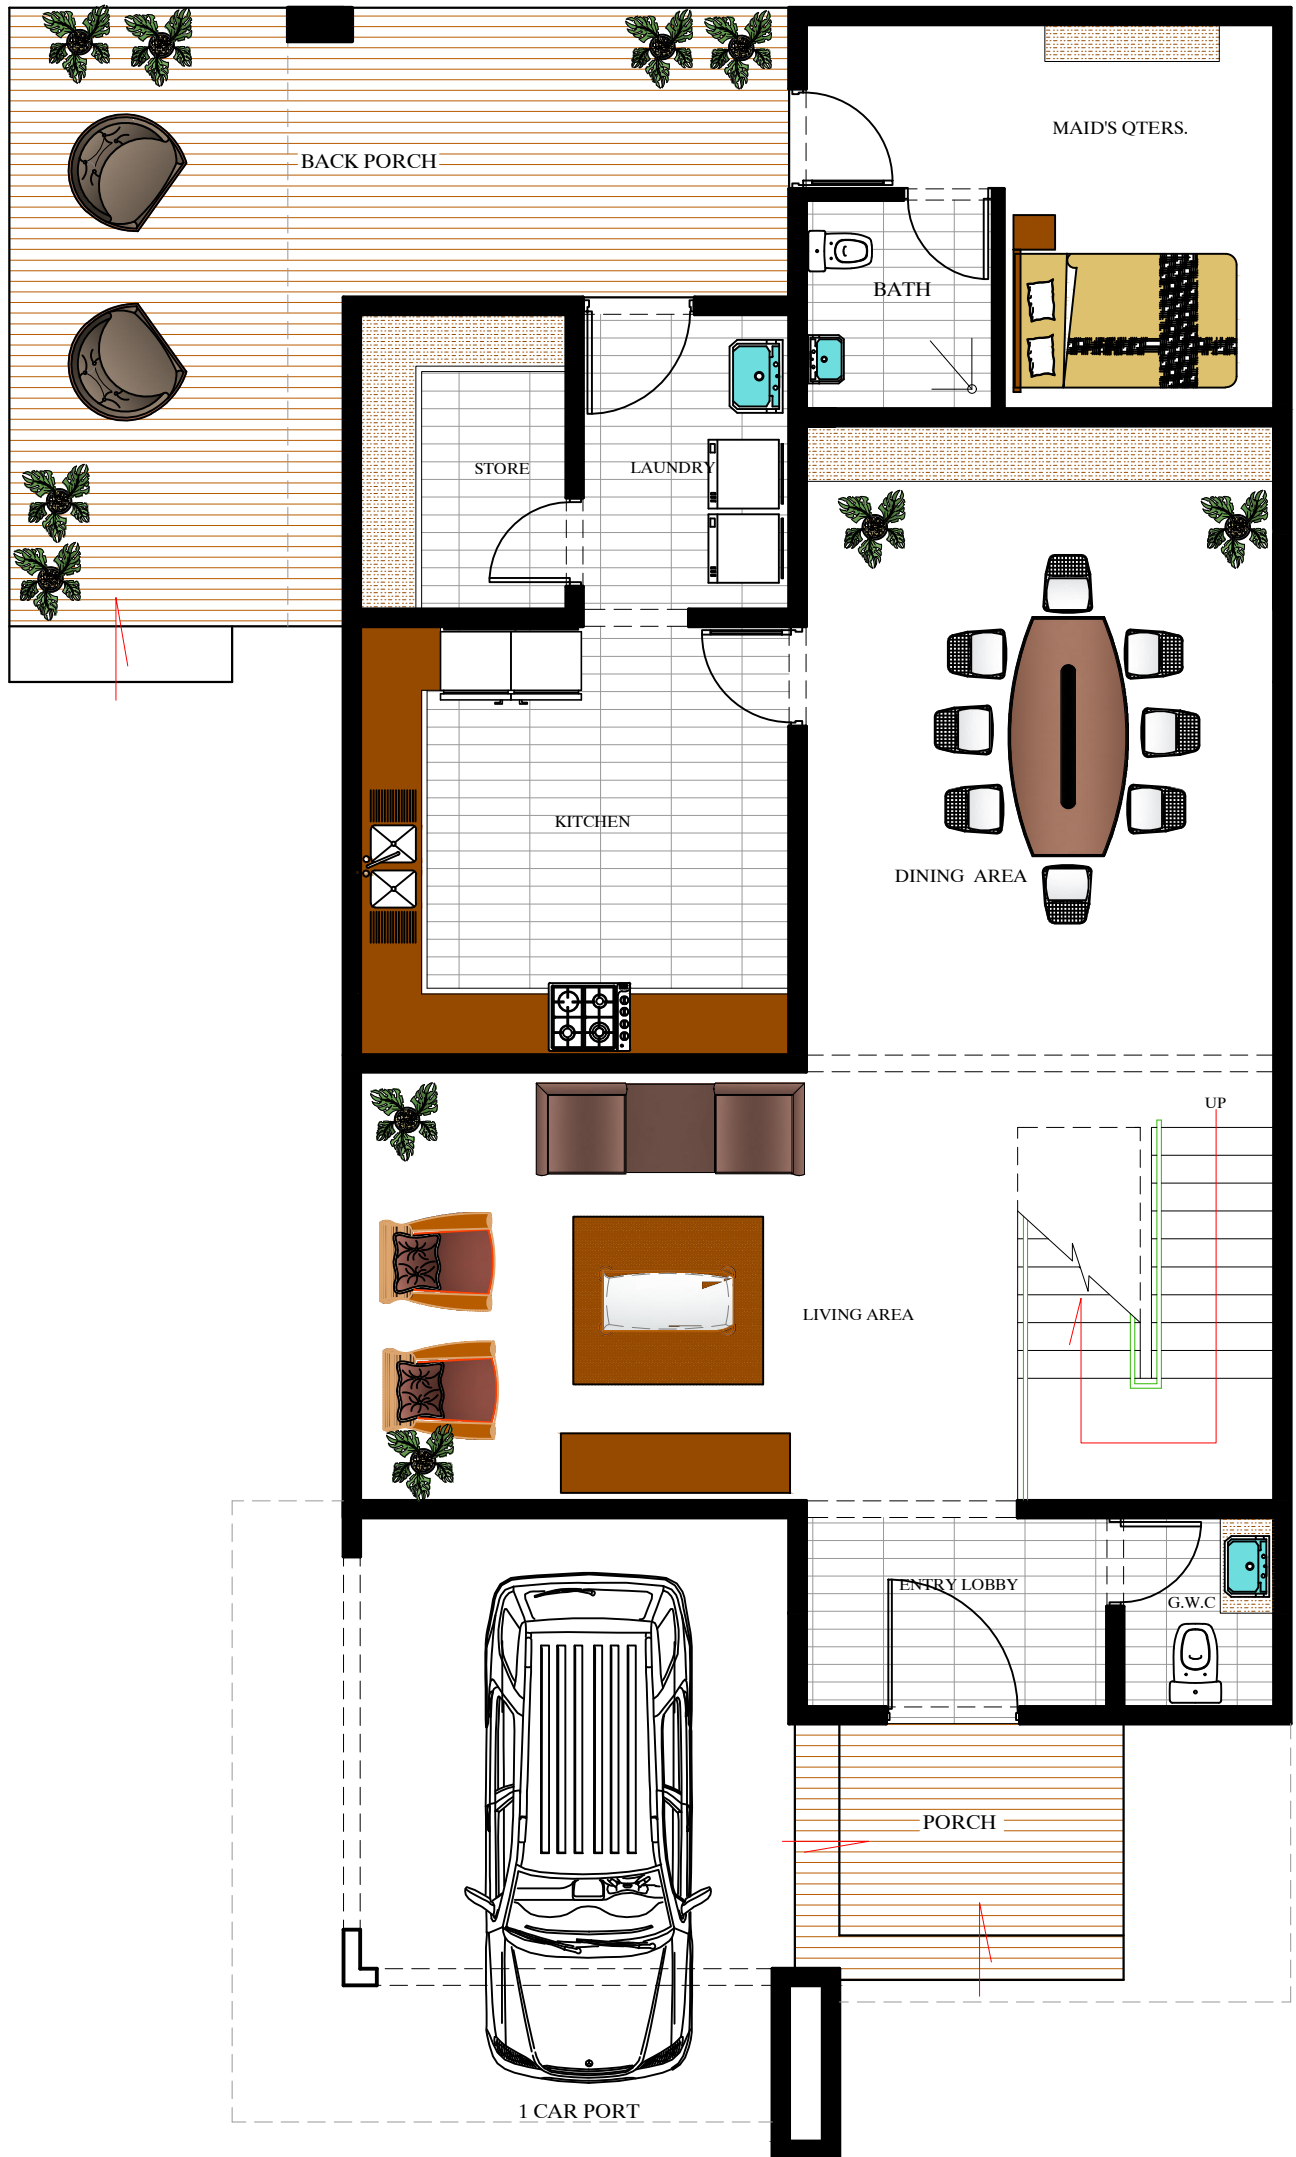 MAID'S QTERS.
BACK PORCH
BATH
STORE
LAUNDRY
KITCHEN
DINING AREA
UP
LIVING AREA
ENTRY LOBBY
G.W.C
PORCH
1 CAR PORT